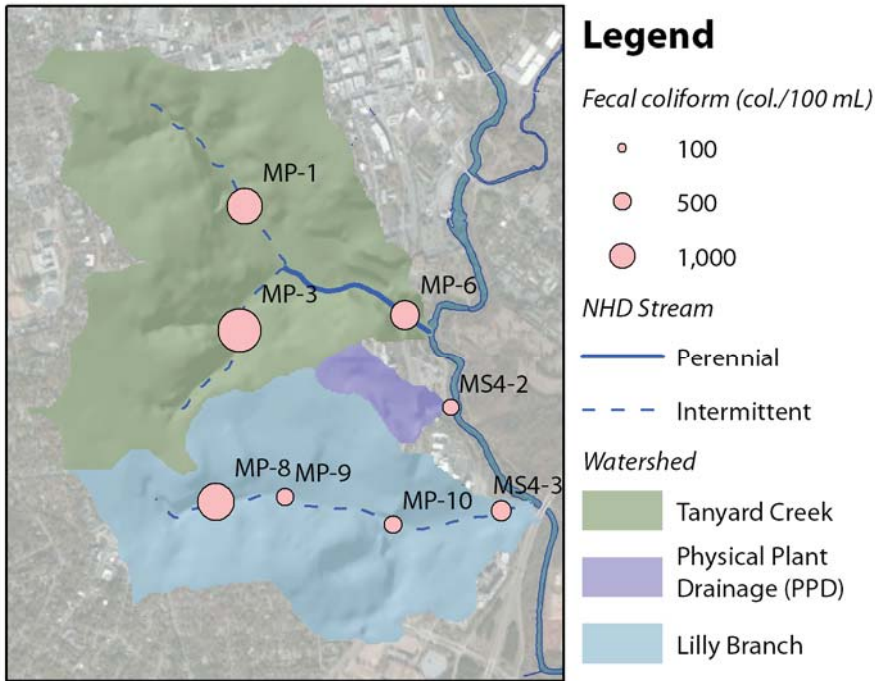 MP-1
MP-3
MP-6
MS4-2
MP-8
MP-9
MP-10
MS4-3
Legend
Fecal coliform (col./100 mL)
100
500
1,000
NHD Stream
Perennial
Intermittent
Watershed
Tanyard Creek
Physical Plant
Drainage (PPD)
Lilly Branch